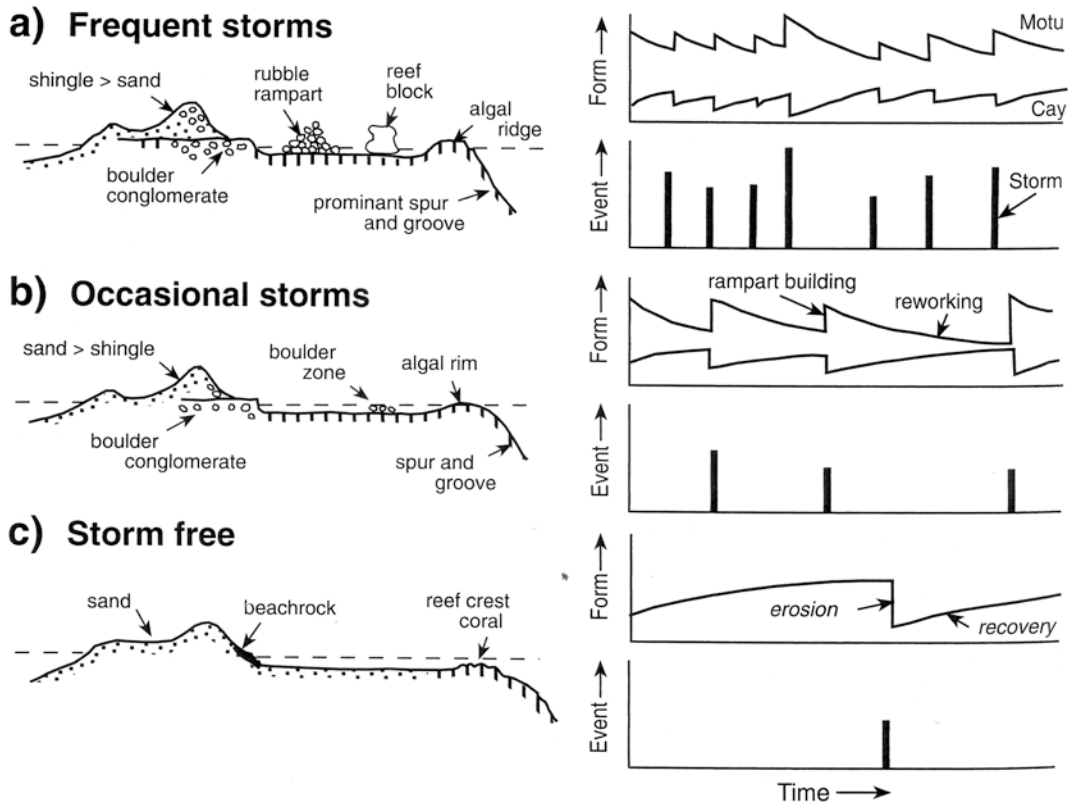 a) Frequent storms
shingle > sand
rubble
rampart
reef
block
algal
ridge
boulder
conglomerate
prominant spur
and groove
Form
Motu
Cay
Event
Storm
b) Occasional storms
sand > shingle
boulder
zone
algal rim
boulder
conglomerate
spur and
groove
rampart building
reworking
Form
Event
c) Storm free
sand
beachrock
reef crest
coral
Form
erosion
recovery
Event
Time